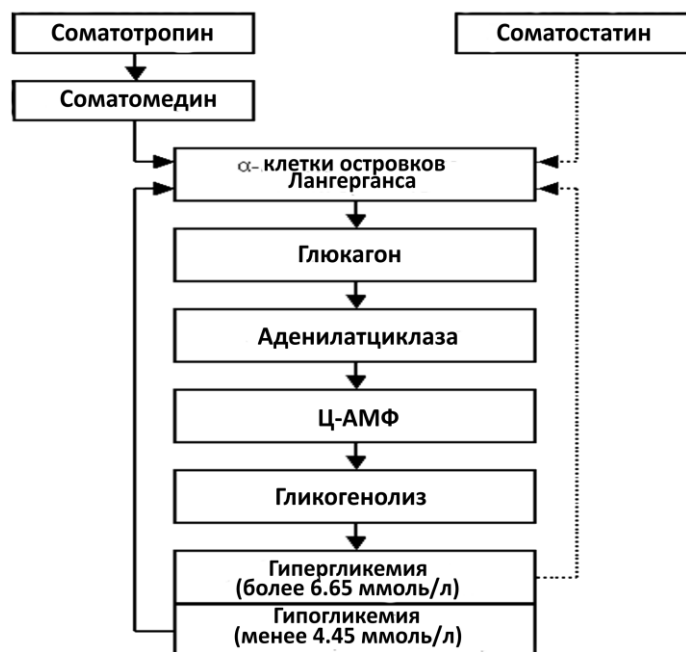 Соматотропин
Соматостатин
Соматомедин
α- клетки островков
Лангерганса
Глюкагон
Аденилатциклаза
Ц-АМФ
Гликогенолиз
Гипергликемия
(более 6.65 ммоль/л)
Гипогликемия
(менее 4.45 ммоль/л)